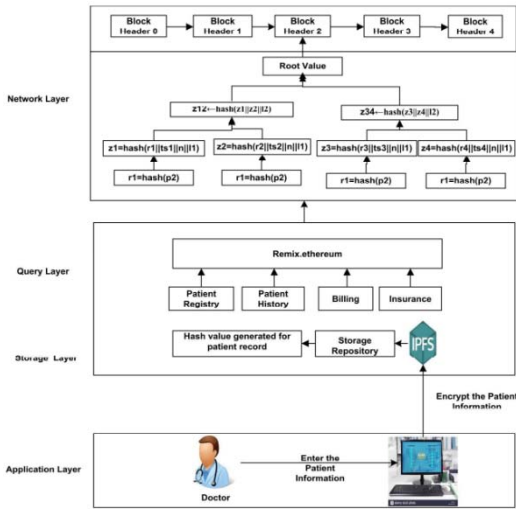 Block
Header 0
Block
Header 1
Block
Header 2
Block
Header 3
Block
Header 4
Root Value
Network Layer
z12←hash(z1||z2||l2)
z34←hash(z3||z4||l2)
z1=hash(r1||ts1||n||l1)
z2=hash(r2||ts2||n||l1)
z3=hash(r3||ts3||n||l1)
z4=hash(r4||ts4||n||l1)
r1=hash(p2)
r1=hash(p2)
r1=hash(p2)
r1=hash(p2)
Query Layer
Remix.ethereum
Patient
Registry
Patient
History
Billing
Insurance
Storage Layer
Hash value generated for
patient record
Storage
Repository
IPFS
Encrypt the Patient
Information
Application Layer
Enter the
Patient
Information
Doctor